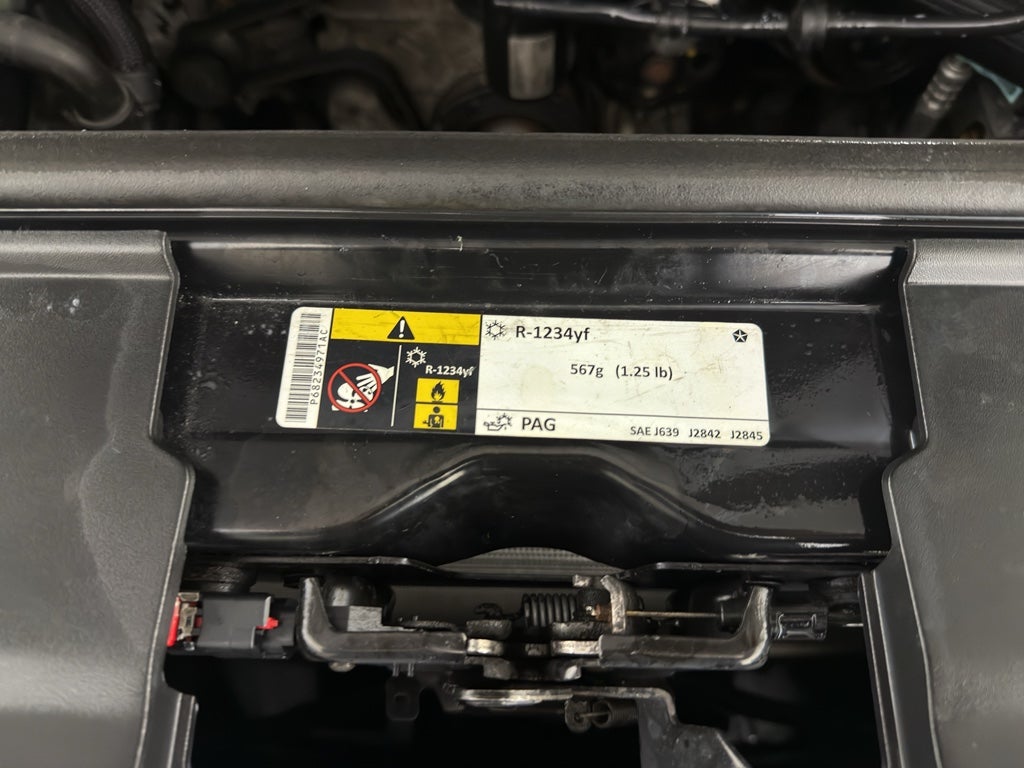 P68234971AC
R-1234yf
R-1234yf
567g (1.25 lb)
PAG
SAE J639 J2842 J2845